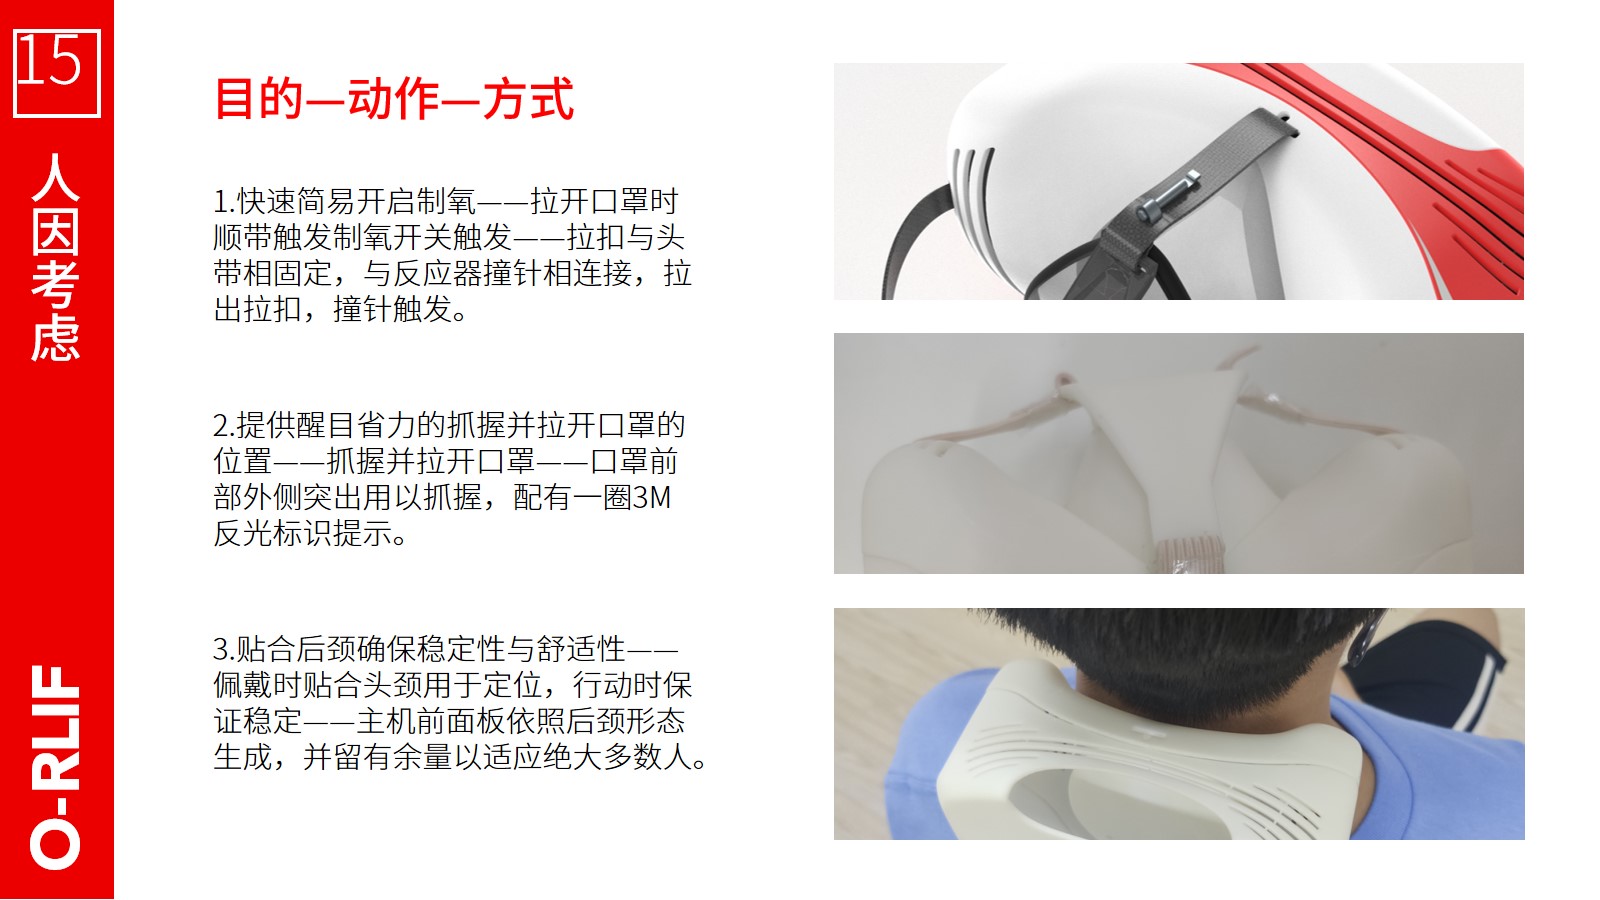 15
人因考虑
O-RLIF
目的—动作—方式
1.快速简易开启制氧——拉开口罩时
顺带触发制氧开关触发——拉扣与头
带相固定，与反应器撞针相连接，拉
出拉扣，撞针触发。
2.提供醒目省力的抓握并拉开口罩的
位置——抓握并拉开口罩——口罩前
部外侧突出用以抓握，配有一圈3M
反光标识提示。
3.贴合后颈确保稳定性与舒适性——
佩戴时贴合头颈用于定位，行动时保
证稳定——主机前面板依照后颈形态
生成，并留有余量以适应绝大多数人。